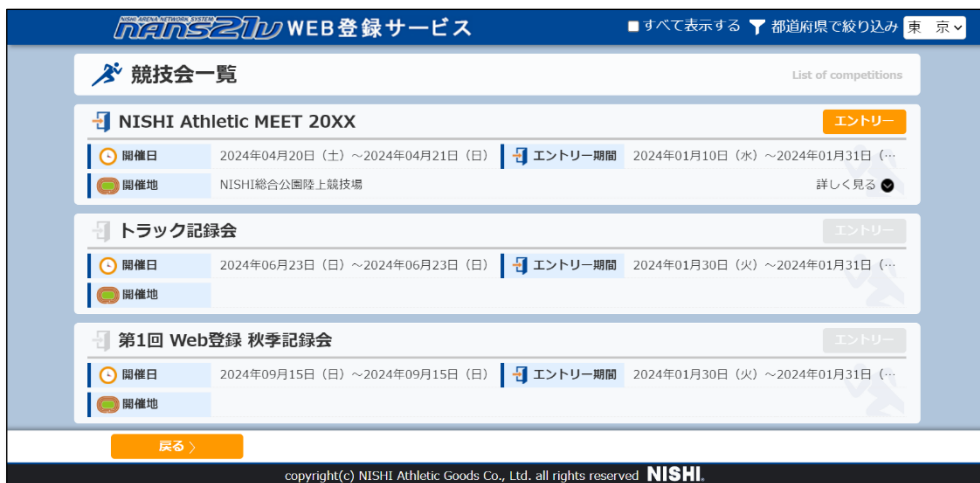 NISHI ARENA NETWORK SYSTEM
nans21v WEB登録サービス すべて表示する 都道府県で絞り込み 東 京
競技会一覧 List of competitions
NISHI Athletic MEET 20XX エントリー
開催日 2024年04月20日（土）～2024年04月21日（日） エントリー期間 2024年01月10日（水）～2024年01月31日（…
開催地 NISHI総合公園陸上競技場 詳しく見る
トラック記録会 エントリー
開催日 2024年06月23日（日）～2024年06月23日（日） エントリー期間 2024年01月30日（火）～2024年01月31日（…
開催地
第1回 Web登録 秋季記録会 エントリー
開催日 2024年09月15日（日）～2024年09月15日（日） エントリー期間 2024年01月30日（火）～2024年01月31日（…
開催地
戻る 〉
copyright(c) NISHI Athletic Goods Co., Ltd. all rights reserved NISHI.